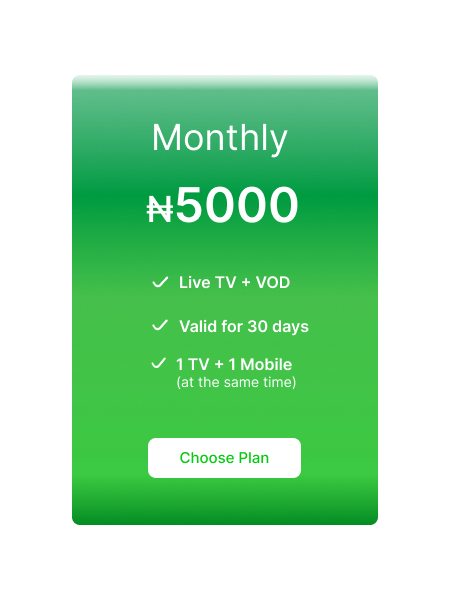 Monthly
₦5000
Live TV + VOD
Valid for 30 days
1 TV + 1 Mobile
(at the same time)
Choose Plan